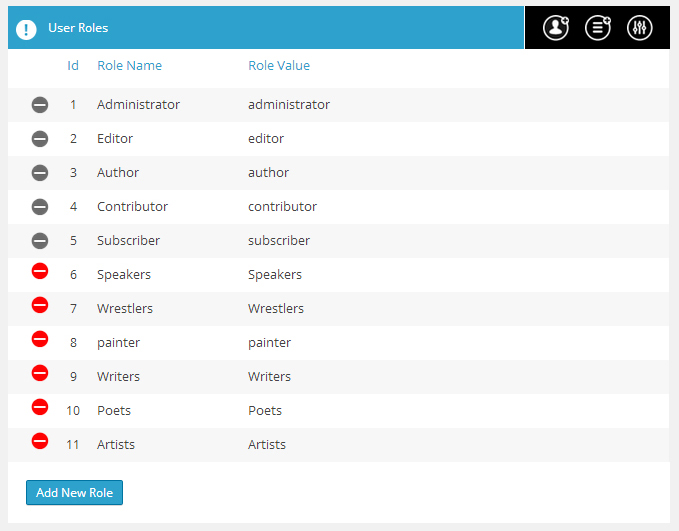 User Roles
Id Role Name Role Value
1 Administrator administrator
2 Editor editor
3 Author author
4 Contributor contributor
5 Subscriber subscriber
6 Speakers Speakers
7 Wrestlers Wrestlers
8 painter painter
9 Writers Writers
10 Poets Poets
11 Artists Artists
Add New Role